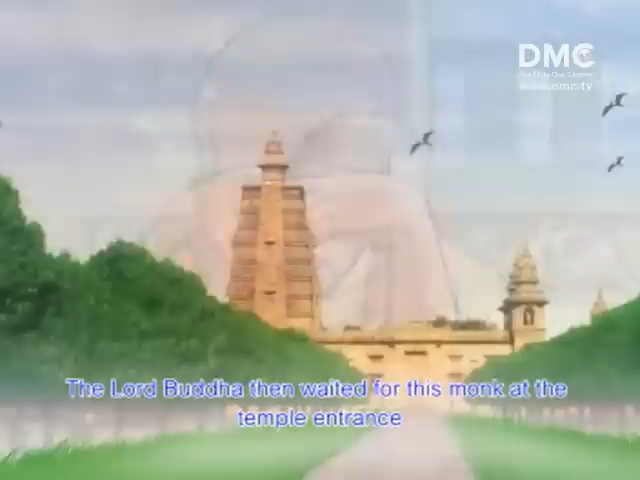 DMC
www.dmc.tv
The Lord Buddha then waited for this monk at the
temple entrance